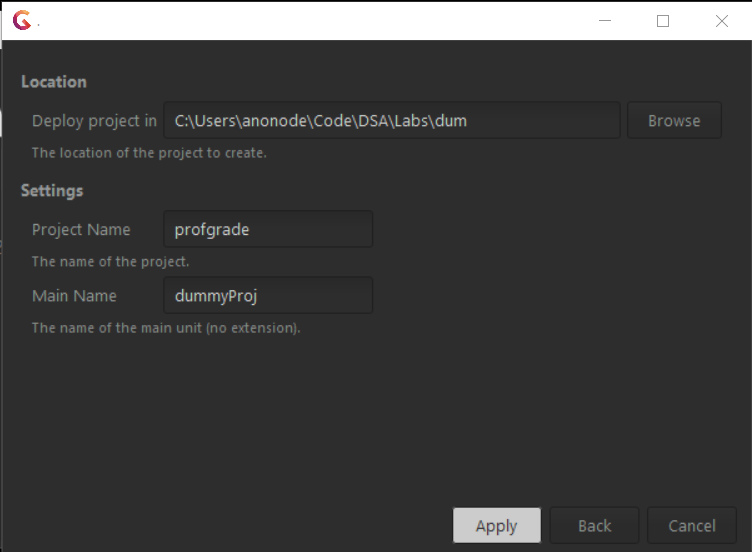 .
Location
Deploy project in C:\Users\anonode\Code\DSA\Labs\dum Browse
The location of the project to create.
Settings
Project Name profgrade
The name of the project.
Main Name dummyProj
The name of the main unit (no extension).
Apply Back Cancel